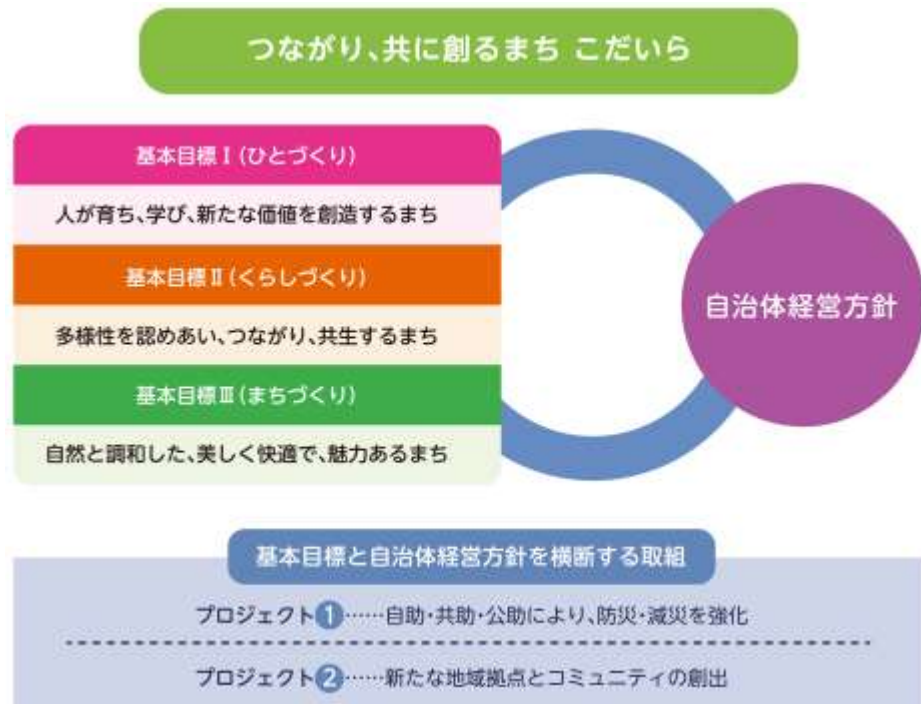 つながり、共に創るまち こだいら
基本目標Ⅰ(ひとづくり)
人が育ち、学び、新たな価値を創造するまち
基本目標Ⅱ(くらしづくり)
多様性を認めあい、つながり、共生するまち
基本目標Ⅲ(まちづくり)
自然と調和した、美しく快適で、魅力あるまち
自治体経営方針
基本目標と自治体経営方針を横断する取組
プロジェクト❶……自助・共助・公助により、防災・減災を強化
プロジェクト❷……新たな地域拠点とコミュニティの創出